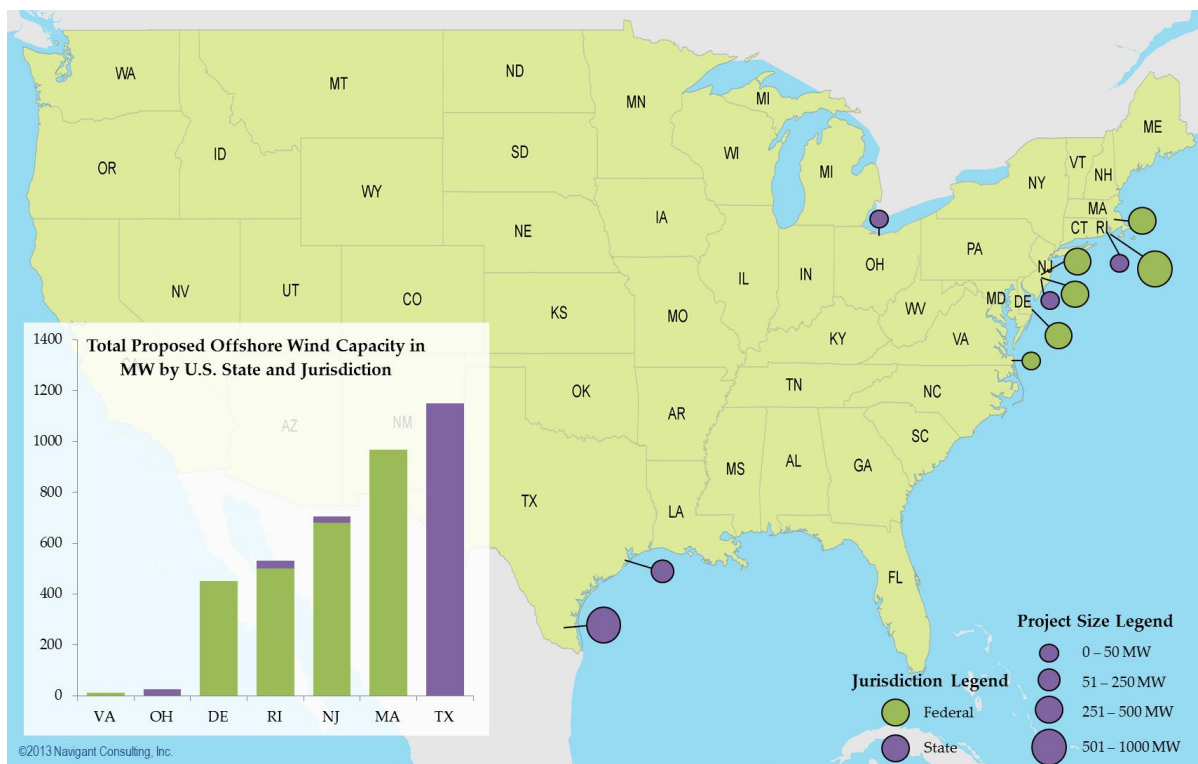 WA
MT
ND
MN
MI
ME
OR
ID
SD
WI
MI
VT
NH
NY
WY
MA
CT
RI
IA
NE
PA
OH
NJ
NV
UT
CO
IL
IN
MD
DE
WV
KS
MO
KY
VA
CA
TN
NC
OK
AR
AZ
NM
SC
MS
AL
GA
TX
LA
FL
Total Proposed Offshore Wind Capacity in
MW by U.S. State and Jurisdiction
1400
1200
1000
800
600
400
200
0
VA
OH
DE
RI
NJ
MA
TX
Jurisdiction Legend
Federal
State
Project Size Legend
0 – 50 MW
51 – 250 MW
251 – 500 MW
501 – 1000 MW
©2013 Navigant Consulting, Inc.